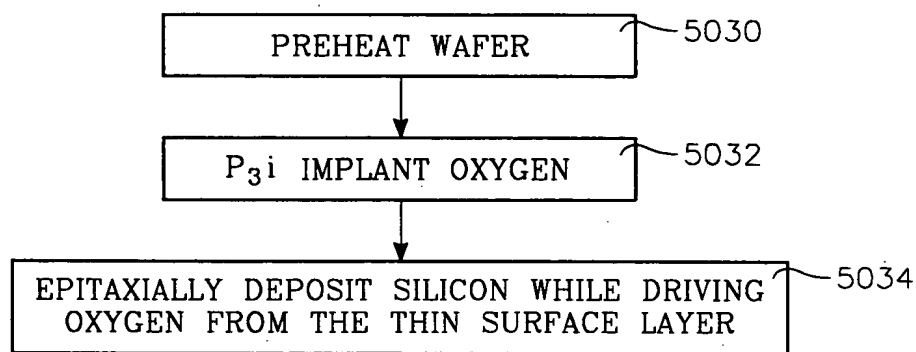 PREHEAT WAFER
5030
P3i IMPLANT OXYGEN
5032
EPITAXIALLY DEPOSIT SILICON WHILE DRIVING
OXYGEN FROM THE THIN SURFACE LAYER
5034